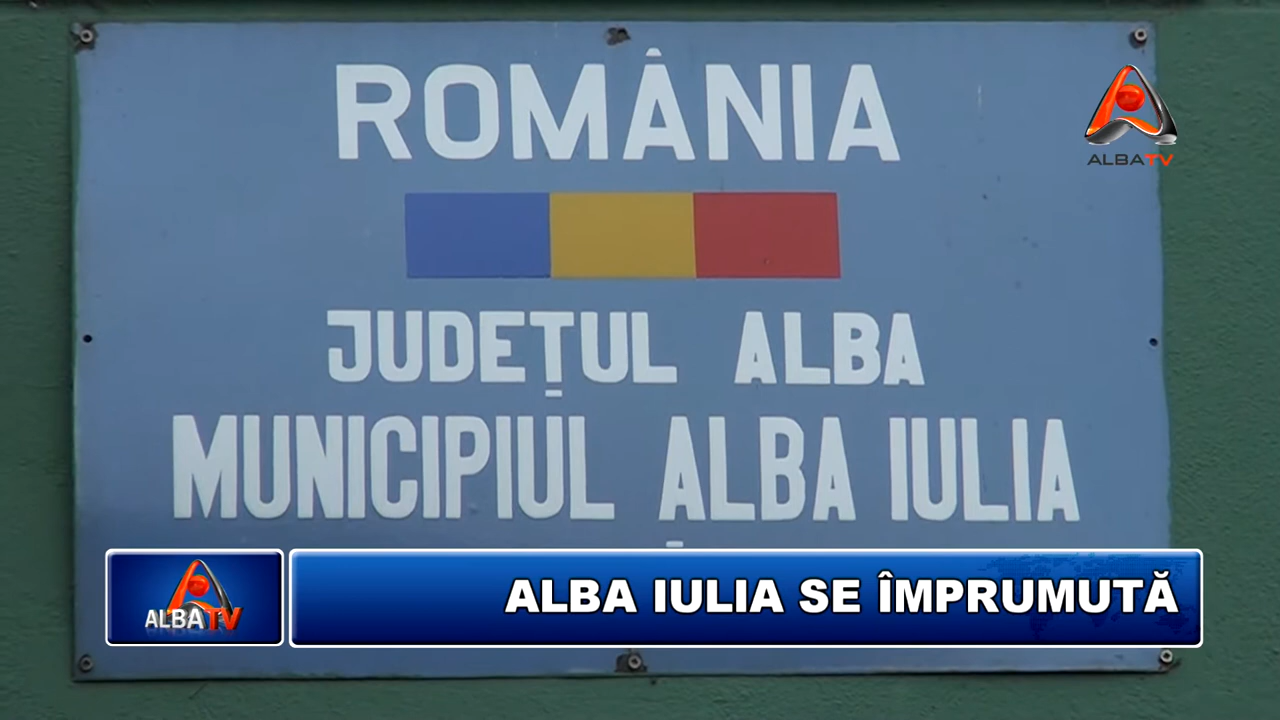 ROMÂNIA
ALBATV
JUDEȚUL ALBA
MUNICIPIUL ALBA IULIA
ALBATV
ALBA IULIA SE ÎMPRUMUTĂ